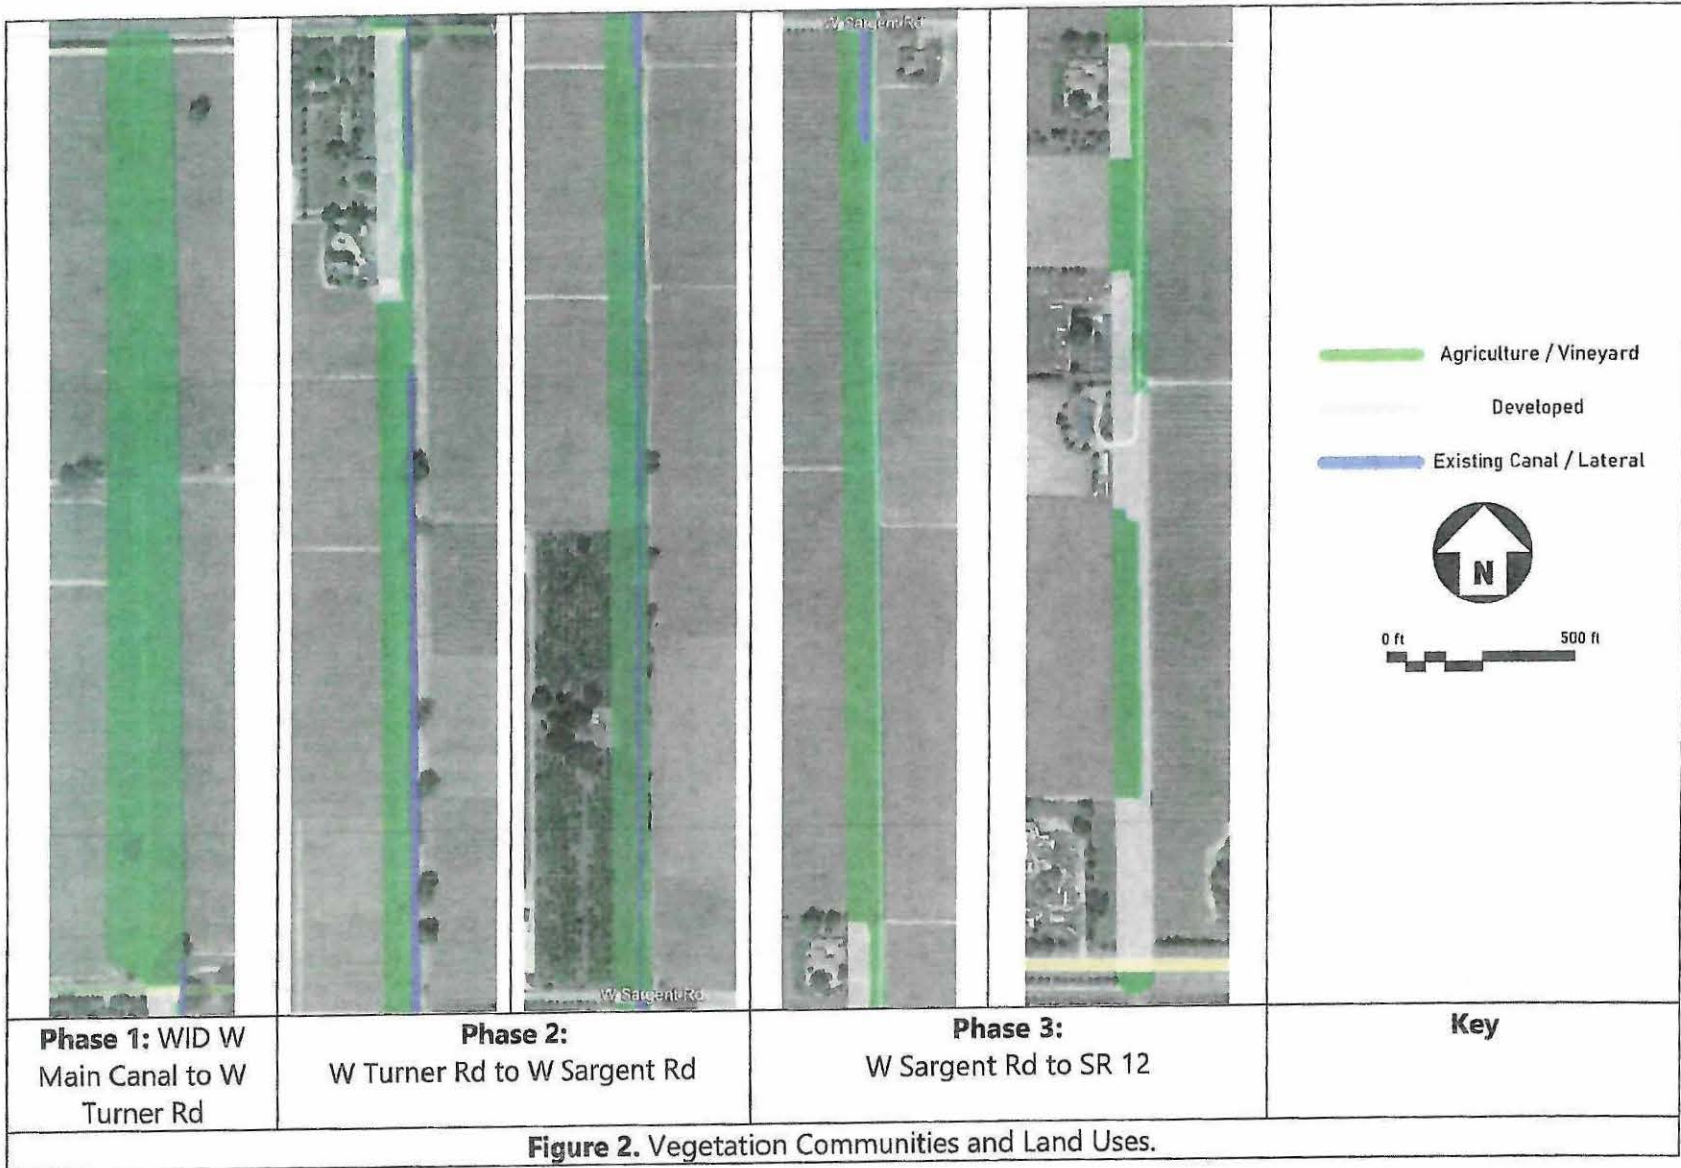 W Sargent Rd
W Sargent Rd
Agriculture / Vineyard
Developed
Existing Canal / Lateral
N
0 ft
500 ft
Phase 1: WID W
Main Canal to W
Turner Rd
Phase 2:
W Turner Rd to W Sargent Rd
Phase 3:
W Sargent Rd to SR 12
Key
Figure 2. Vegetation Communities and Land Uses.